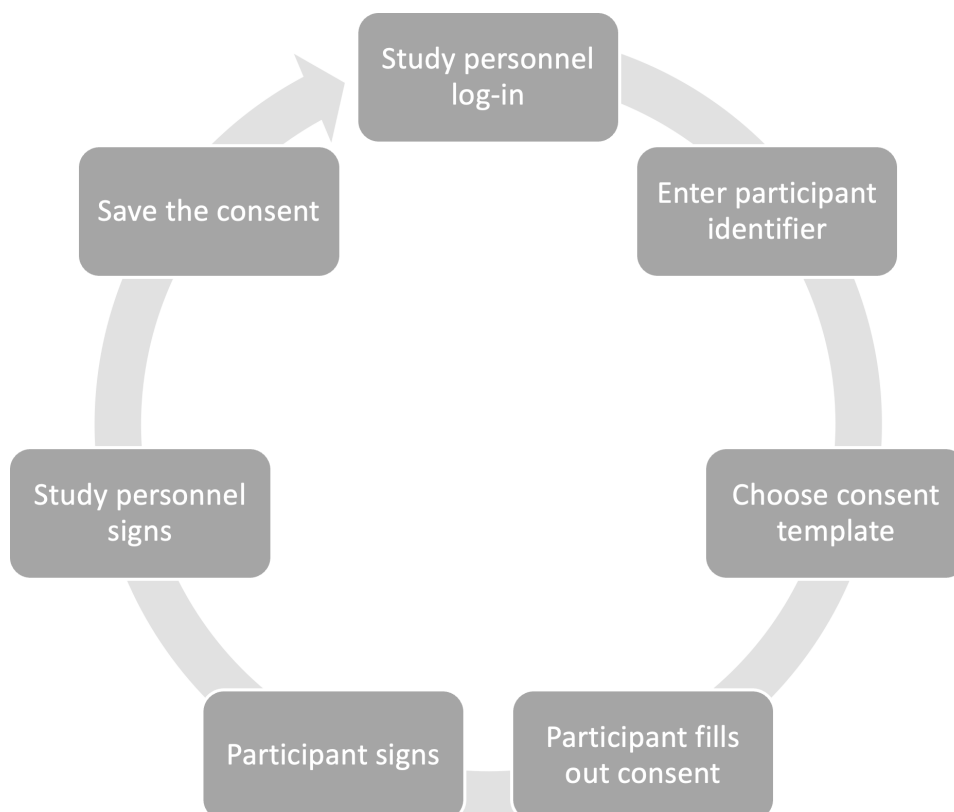 Study personnel
log-in
Enter participant
identifier
Choose consent
template
Participant fills
out consent
Participant signs
Study personnel
signs
Save the consent